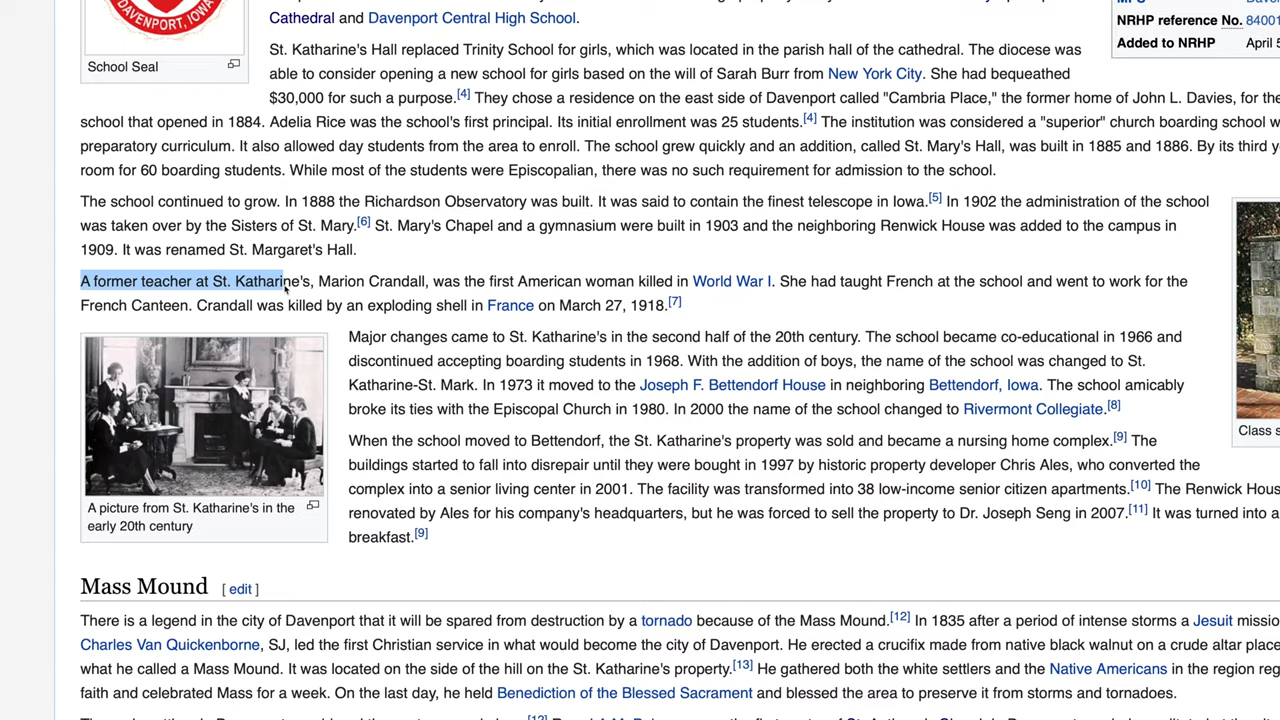 DAVENPORT, IOWA
School Seal
Cathedral and Davenport Central High School.
St. Katharine's Hall replaced Trinity School for girls, which was located in the parish hall of the cathedral. The diocese was
able to consider opening a new school for girls based on the will of Sarah Burr from New York City. She had bequeathed
$30,000 for such a purpose.[4] They chose a residence on the east side of Davenport called "Cambria Place," the former home of John L. Davies, for the
school that opened in 1884. Adelia Rice was the school's first principal. Its initial enrollment was 25 students.[4] The institution was considered a "superior" church boarding school w
preparatory curriculum. It also allowed day students from the area to enroll. The school grew quickly and an addition, called St. Mary's Hall, was built in 1885 and 1886. By its third y
room for 60 boarding students. While most of the students were Episcopalian, there was no such requirement for admission to the school.
NRHP reference No. 84001
Added to NRHP April 5
The school continued to grow. In 1888 the Richardson Observatory was built. It was said to contain the finest telescope in Iowa.[5] In 1902 the administration of the school
was taken over by the Sisters of St. Mary.[6] St. Mary's Chapel and a gymnasium were built in 1903 and the neighboring Renwick House was added to the campus in
1909. It was renamed St. Margaret's Hall.
A former teacher at St. Katharine's, Marion Crandall, was the first American woman killed in World War I. She had taught French at the school and went to work for the
French Canteen. Crandall was killed by an exploding shell in France on March 27, 1918.[7]
Class s
A picture from St. Katharine's in the
early 20th century
Major changes came to St. Katharine's in the second half of the 20th century. The school became co-educational in 1966 and
discontinued accepting boarding students in 1968. With the addition of boys, the name of the school was changed to St.
Katharine-St. Mark. In 1973 it moved to the Joseph F. Bettendorf House in neighboring Bettendorf, Iowa. The school amicably
broke its ties with the Episcopal Church in 1980. In 2000 the name of the school changed to Rivermont Collegiate.[8]
When the school moved to Bettendorf, the St. Katharine's property was sold and became a nursing home complex.[9] The
buildings started to fall into disrepair until they were bought in 1997 by historic property developer Chris Ales, who converted the
complex into a senior living center in 2001. The facility was transformed into 38 low-income senior citizen apartments.[10] The Renwick Hous
renovated by Ales for his company's headquarters, but he was forced to sell the property to Dr. Joseph Seng in 2007.[11] It was turned into a
breakfast.[9]
Mass Mound [ edit ]
There is a legend in the city of Davenport that it will be spared from destruction by a tornado because of the Mass Mound.[12] In 1835 after a period of intense storms a Jesuit missio
Charles Van Quickenborne, SJ, led the first Christian service in what would become the city of Davenport. He erected a crucifix made from native black walnut on a crude altar place
what he called a Mass Mound. It was located on the side of the hill on the St. Katharine's property.[13] He gathered both the white settlers and the Native Americans in the region reg
faith and celebrated Mass for a week. On the last day, he held Benediction of the Blessed Sacrament and blessed the area to preserve it from storms and tornadoes.